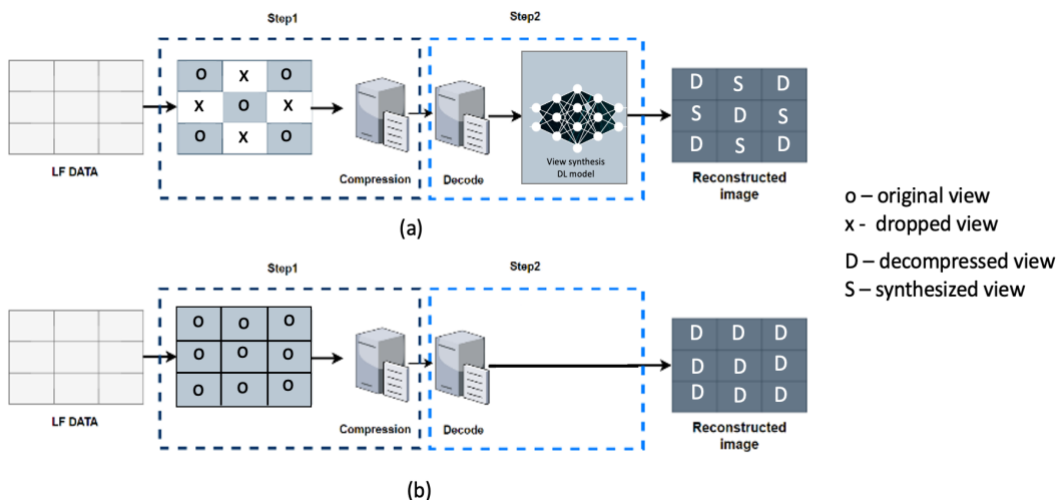 Step1
Step2
O X O
X O X
O X O
View synthesis
DL model
D S D
S D S
D S D
LF DATA
Compression
Decode
Reconstructed
image
(a)
o – original view
x - dropped view
D – decompressed view
S – synthesized view
Step1
Step2
O O O
O O O
O O O
D D D
D D D
D D D
LF DATA
Compression
Decode
Reconstructed
image
(b)